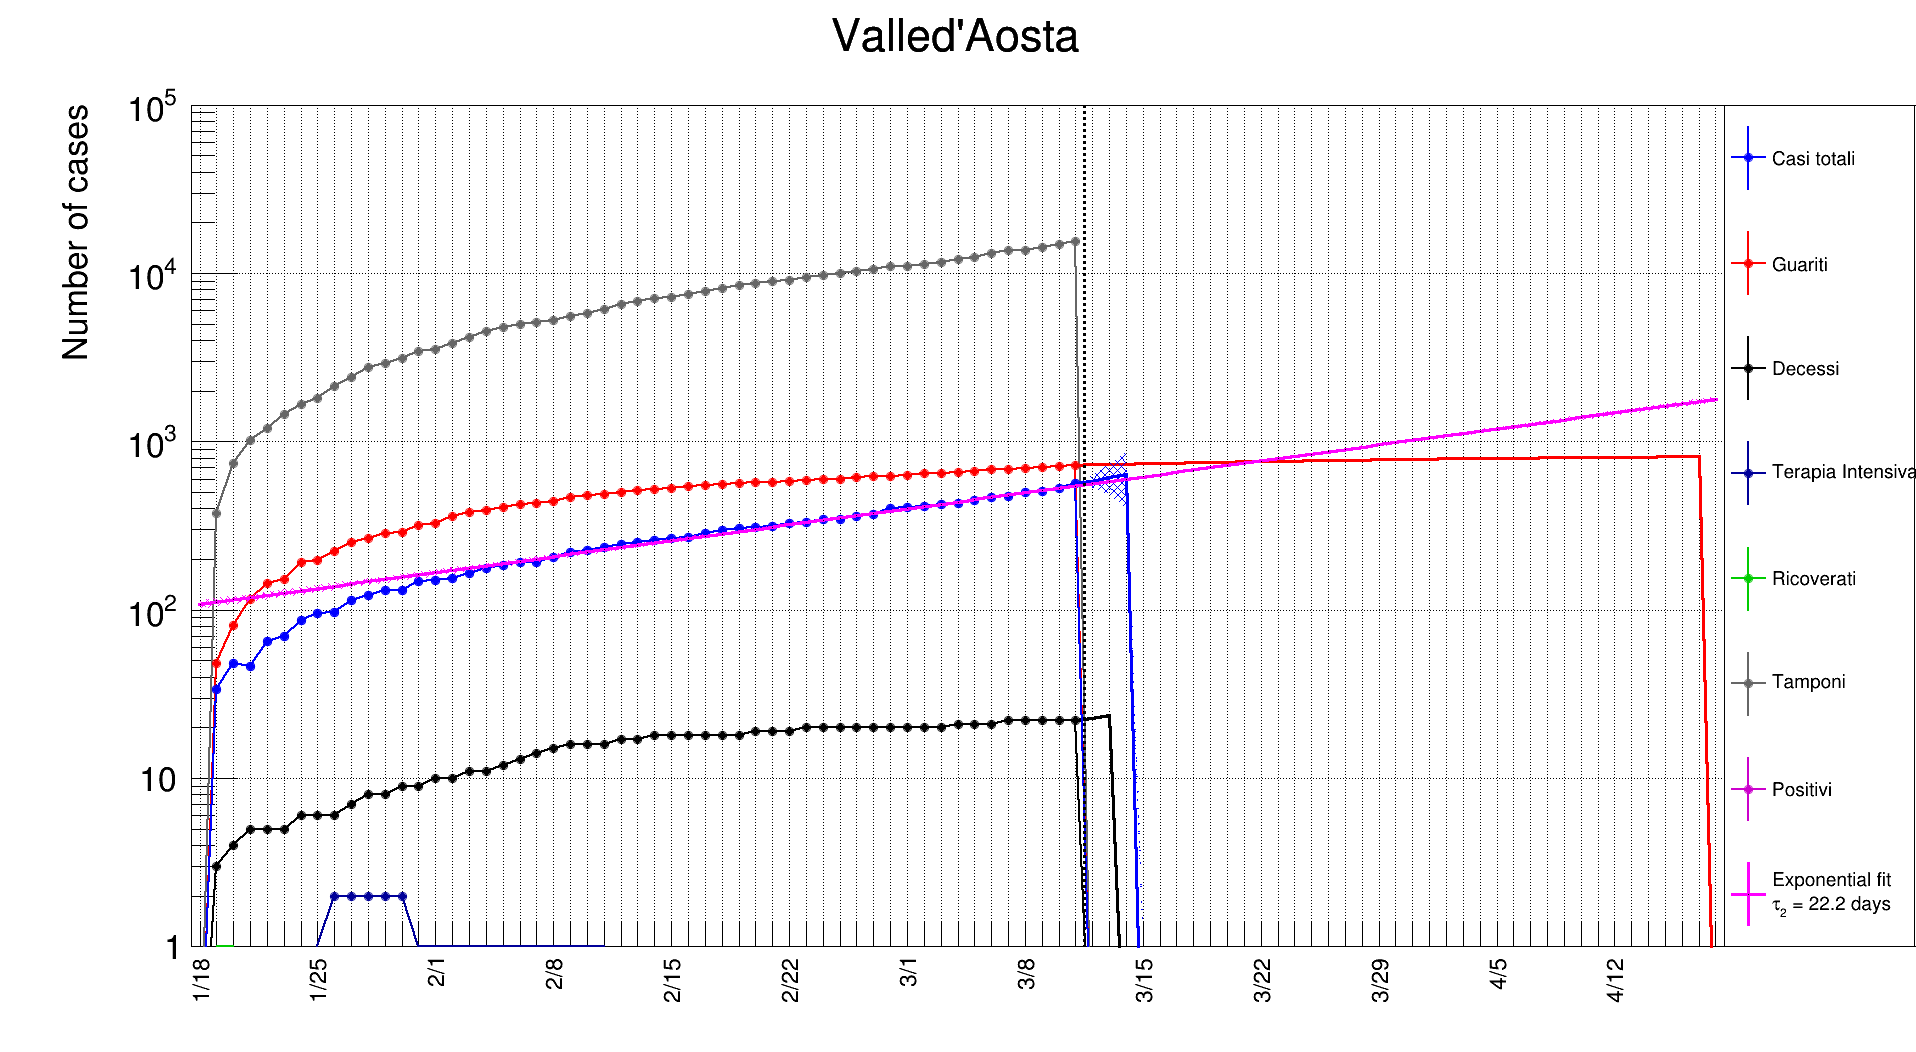 Valled'Aosta
Number of cases
10^5
10^4
10^3
10^2
10
1
1/18
1/25
2/1
2/8
2/15
2/22
3/1
3/8
3/15
3/22
3/29
4/5
4/12
Casi totali
Guariti
Decessi
Terapia Intensiva
Ricoverati
Tamponi
Positivi
Exponential fit
τ_2 = 22.2 days